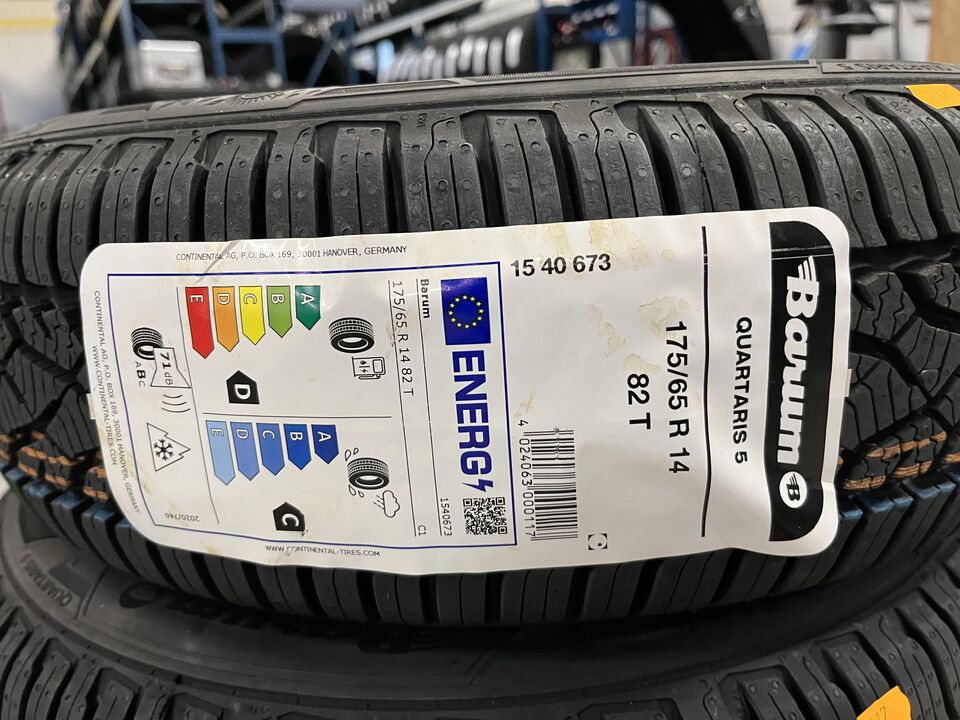 Barum
B
QUARTARIS 5
175/65 R 14
82 T
15 40 673
4 024063 000117
CONTINENTAL AG, P.O. BOX 169, 30001 HANOVER, GERMANY
ENERG
Barum
1540673
175/65 R 14 82 T
C1
A
B
C
D
E
D
A
B
C
D
E
C
71 dB
ABC
2020/740
CONTINENTAL AG, P.O. BOX 169, 30001 HANOVER, GERMANY
WWW.CONTINENTAL-TIRES.COM
WWW.CONTINENTAL-TIRES.COM